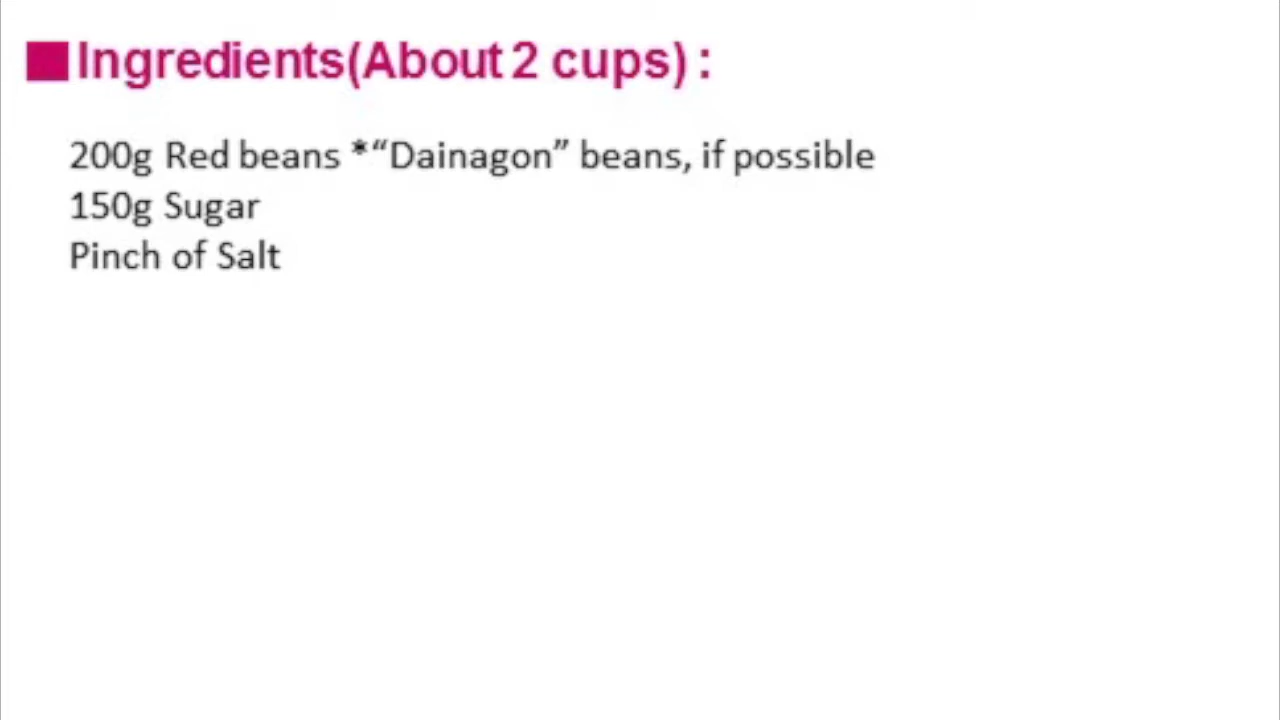 ■Ingredients(About 2 cups) :
200g Red beans *“Dainagon” beans, if possible
150g Sugar
Pinch of Salt